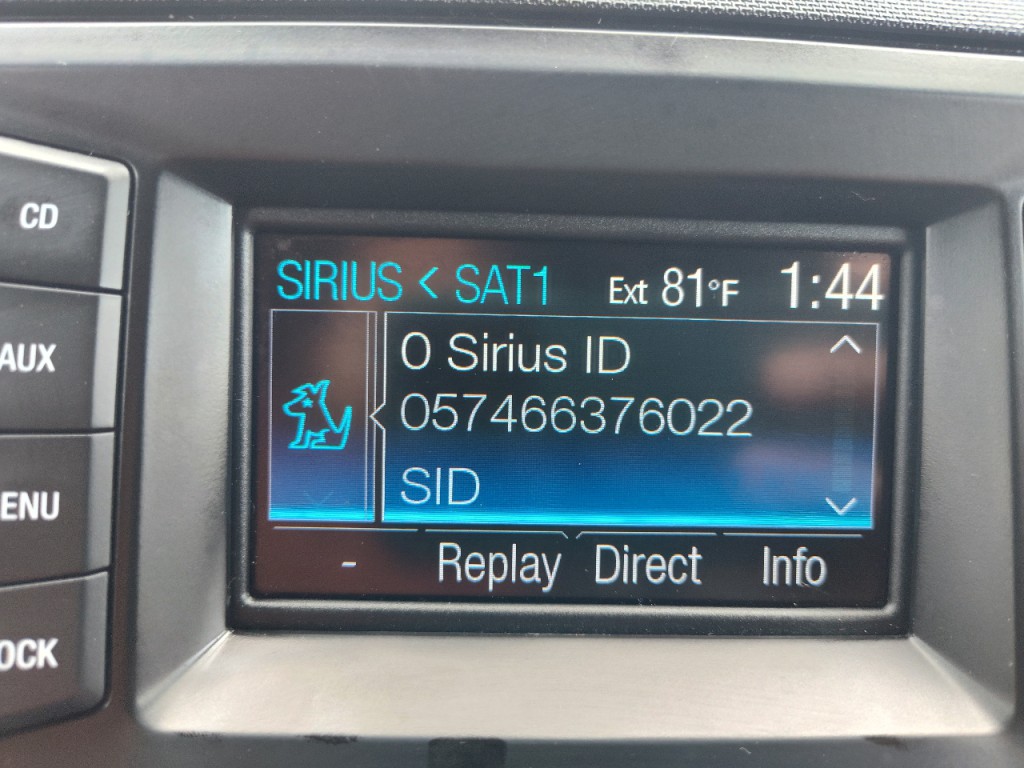 CD
AUX
ENU
OCK
SIRIUS < SAT1 Ext 81°F 1:44
0 Sirius ID
057466376022
SID
- Replay Direct Info